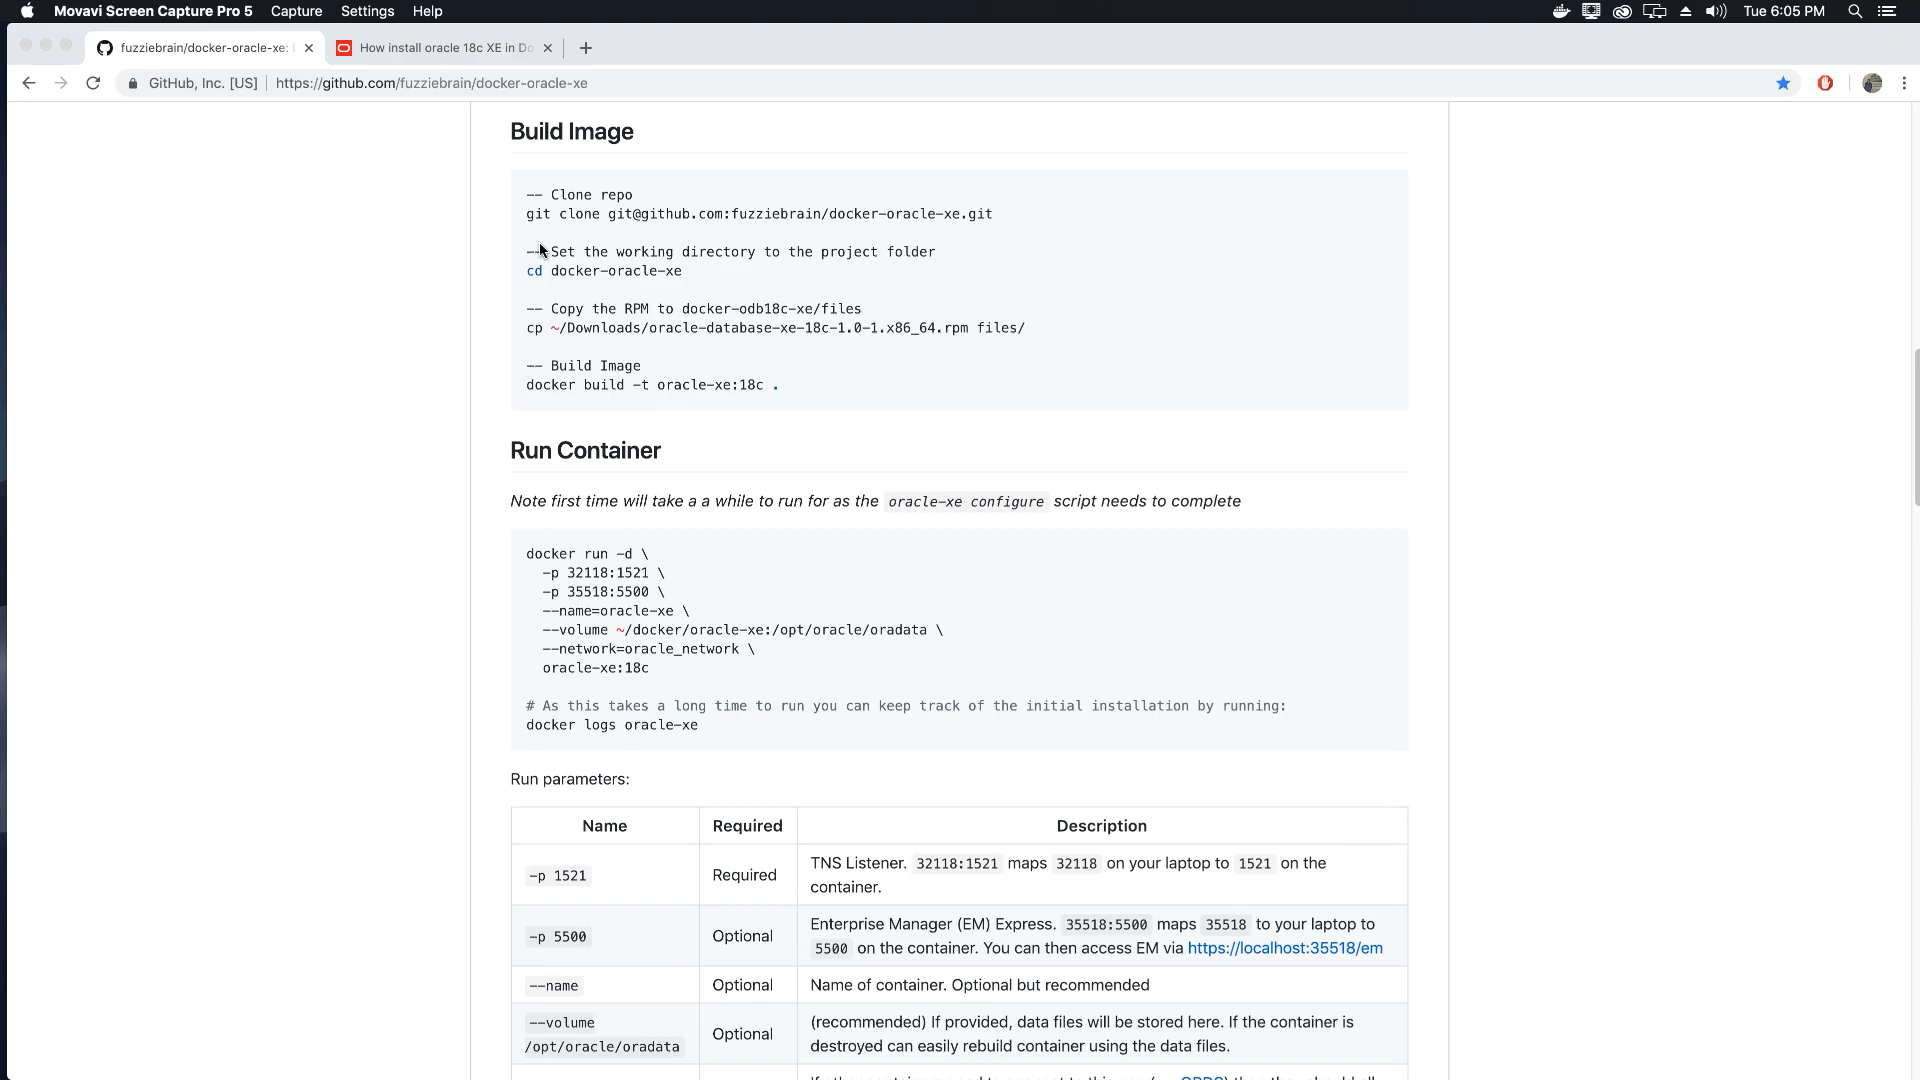 Movavi Screen Capture Pro 5 Capture Settings Help Tue 6:05 PM
fuzziebrain/docker-oracle-xe: How install oracle 18c XE in Do
GitHub, Inc. [US] https://github.com/fuzziebrain/docker-oracle-xe
Build Image
-- Clone repo
git clone git@github.com:fuzziebrain/docker-oracle-xe.git
-- Set the working directory to the project folder
cd docker-oracle-xe
-- Copy the RPM to docker-odb18c-xe/files
cp ~/Downloads/oracle-database-xe-18c-1.0-1.x86_64.rpm files/
-- Build Image
docker build -t oracle-xe:18c .
Run Container
Note first time will take a a while to run for as the oracle-xe configure script needs to complete
docker run -d \
-p 32118:1521 \
-p 35518:5500 \
--name=oracle-xe \
--volume ~/docker/oracle-xe:/opt/oracle/oradata \
--network=oracle_network \
oracle-xe:18c
# As this takes a long time to run you can keep track of the initial installation by running:
docker logs oracle-xe
Run parameters:
Name Required Description
-p 1521 Required TNS Listener. 32118:1521 maps 32118 on your laptop to 1521 on the
container.
-p 5500 Optional Enterprise Manager (EM) Express. 35518:5500 maps 35518 to your laptop to
5500 on the container. You can then access EM via https://localhost:35518/em
--name Optional Name of container. Optional but recommended
--volume
/opt/oracle/oradata Optional (recommended) If provided, data files will be stored here. If the container is
destroyed can easily rebuild container using the data files.